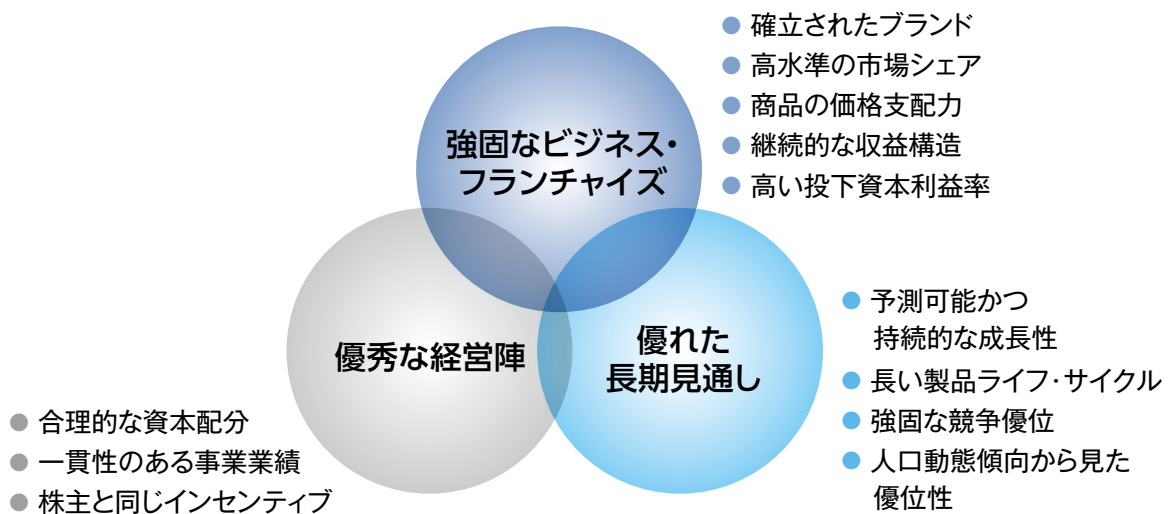 強固なビジネス・
フランチャイズ
● 確立されたブランド
● 高水準の市場シェア
● 商品の価格支配力
● 継続的な収益構造
● 高い投下資本利益率
優秀な経営陣
● 合理的な資本配分
● 一貫性のある事業業績
● 株主と同じインセンティブ
優れた
長期見通し
● 予測可能かつ
持続的な成長性
● 長い製品ライフ・サイクル
● 強固な競争優位
● 人口動態傾向から見た
優位性